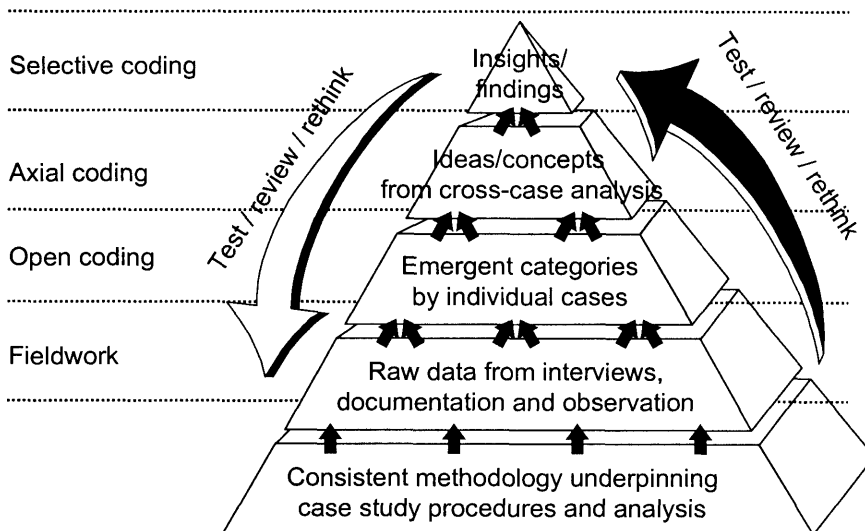 Selective coding
Insights/
findings
Test / review / rethink
Test / review / rethink
Axial coding
Ideas/concepts
from cross-case analysis
Open coding
Emergent categories
by individual cases
Fieldwork
Raw data from interviews,
documentation and observation
Consistent methodology underpinning
case study procedures and analysis